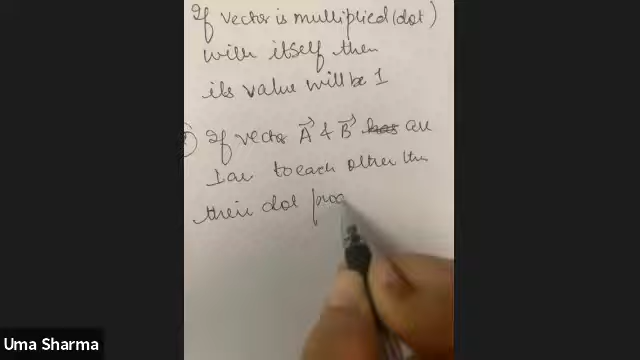 If vector is multiplied (dot)
with itself then
its value will be 1
If vector A⃗ & B⃗ are
⊥ar to each other then
their dot prod
Uma Sharma